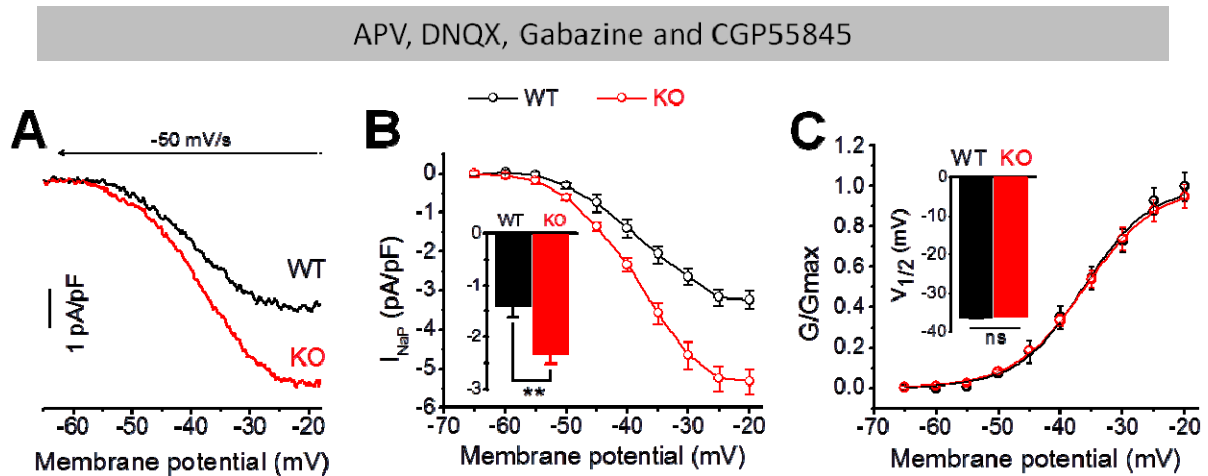 APV, DNQX, Gabazine and CGP55845
WT KO
A
-50 mV/s
WT
KO
1 pA/pF
-60 -50 -40 -30 -20
Membrane potential (mV)
B
0
-1
-2
-3
-4
-5
-6
I_NaP (pA/pF)
WT KO
0
-1
-2
-3
**
-70 -60 -50 -40 -30 -20
Membrane potential (mV)
C
1.2
1.0
0.8
0.6
0.4
0.2
0.0
G/Gmax
WT KO
0
-10
-20
-30
-40
V1/2 (mV)
ns
-70 -60 -50 -40 -30 -20
Membrane potential (mV)